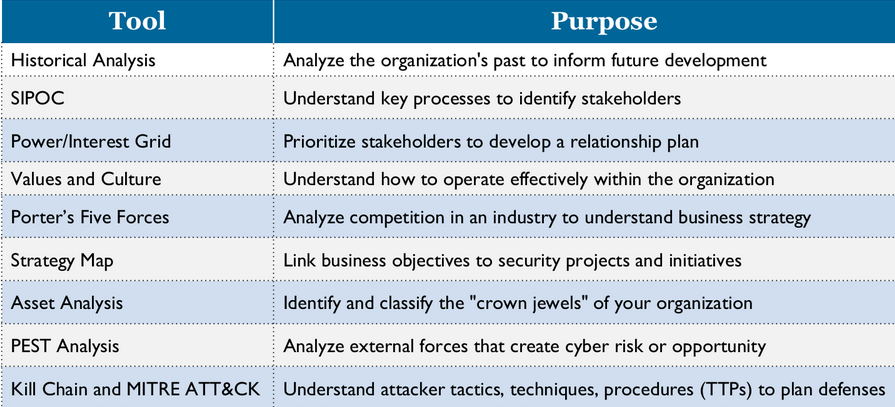 Tool Purpose
Historical Analysis Analyze the organization's past to inform future development
SIPOC Understand key processes to identify stakeholders
Power/Interest Grid Prioritize stakeholders to develop a relationship plan
Values and Culture Understand how to operate effectively within the organization
Porter’s Five Forces Analyze competition in an industry to understand business strategy
Strategy Map Link business objectives to security projects and initiatives
Asset Analysis Identify and classify the "crown jewels" of your organization
PEST Analysis Analyze external forces that create cyber risk or opportunity
Kill Chain and MITRE ATT&CK Understand attacker tactics, techniques, procedures (TTPs) to plan defenses